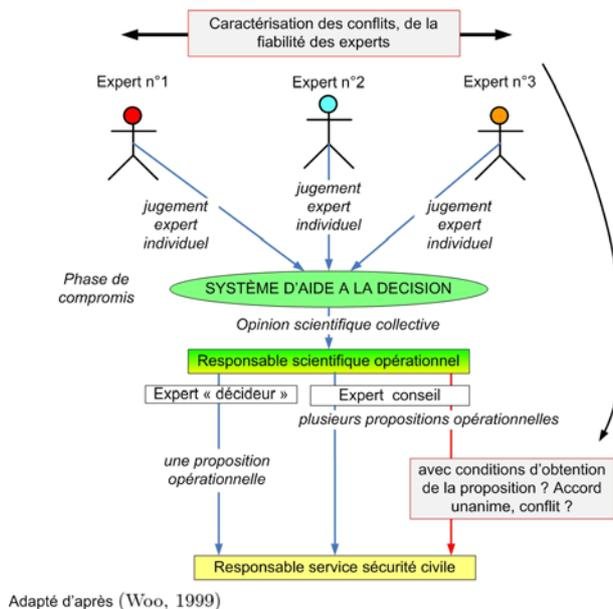 Caractérisation des conflits, de la
fiabilité des experts
Expert n°1
Expert n°2
Expert n°3
jugement
expert
individuel
jugement
expert
individuel
jugement
expert
individuel
Phase de
compromis
SYSTÈME D'AIDE A LA DECISION
Opinion scientifique collective
Responsable scientifique opérationnel
Expert « décideur »
Expert conseil
plusieurs propositions opérationnelles
une proposition
opérationnelle
avec conditions d'obtention
de la proposition ? Accord
unanime, conflit ?
Responsable service sécurité civile
Adapté d'après (Woo, 1999)